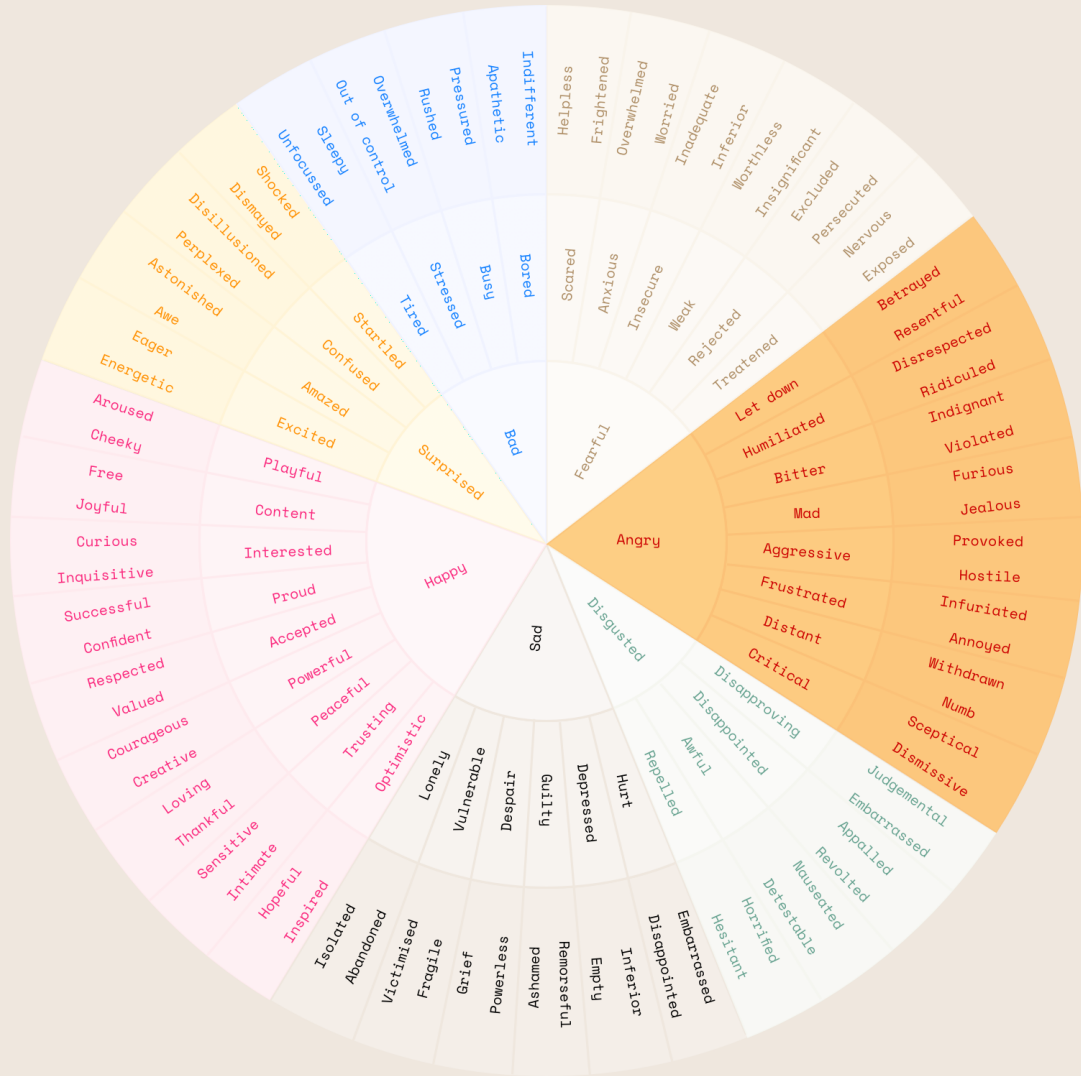 Fearful
Scared
Anxious
Insecure
Weak
Rejected
Treatened
Helpless
Frightened
Overwhelmed
Worried
Inadequate
Inferior
Worthless
Insignificant
Excluded
Persecuted
Nervous
Exposed
Angry
Let down
Humiliated
Bitter
Mad
Aggressive
Frustrated
Distant
Critical
Betrayed
Resentful
Disrespected
Ridiculed
Indignant
Violated
Furious
Jealous
Provoked
Hostile
Infuriated
Annoyed
Withdrawn
Numb
Sceptical
Dismissive
Disgusted
Disapproving
Disappointed
Awful
Repelled
Judgemental
Embarrassed
Appalled
Revolted
Nauseated
Detestable
Horrified
Hesitant
Sad
Hurt
Depressed
Guilty
Despair
Vulnerable
Lonely
Embarrassed
Disappointed
Inferior
Empty
Remorseful
Ashamed
Powerless
Grief
Fragile
Victimised
Abandoned
Isolated
Happy
Optimistic
Trusting
Peaceful
Powerful
Accepted
Proud
Interested
Content
Playful
Inspired
Hopeful
Intimate
Sensitive
Thankful
Loving
Creative
Courageous
Valued
Respected
Confident
Successful
Inquisitive
Curious
Joyful
Free
Cheeky
Aroused
Surprised
Excited
Amazed
Confused
Startled
Energetic
Eager
Awe
Astonished
Perplexed
Disillusioned
Dismayed
Shocked
Bad
Tired
Stressed
Busy
Bored
Unfocussed
Sleepy
Out of control
Overwhelmed
Rushed
Pressured
Apathetic
Indifferent